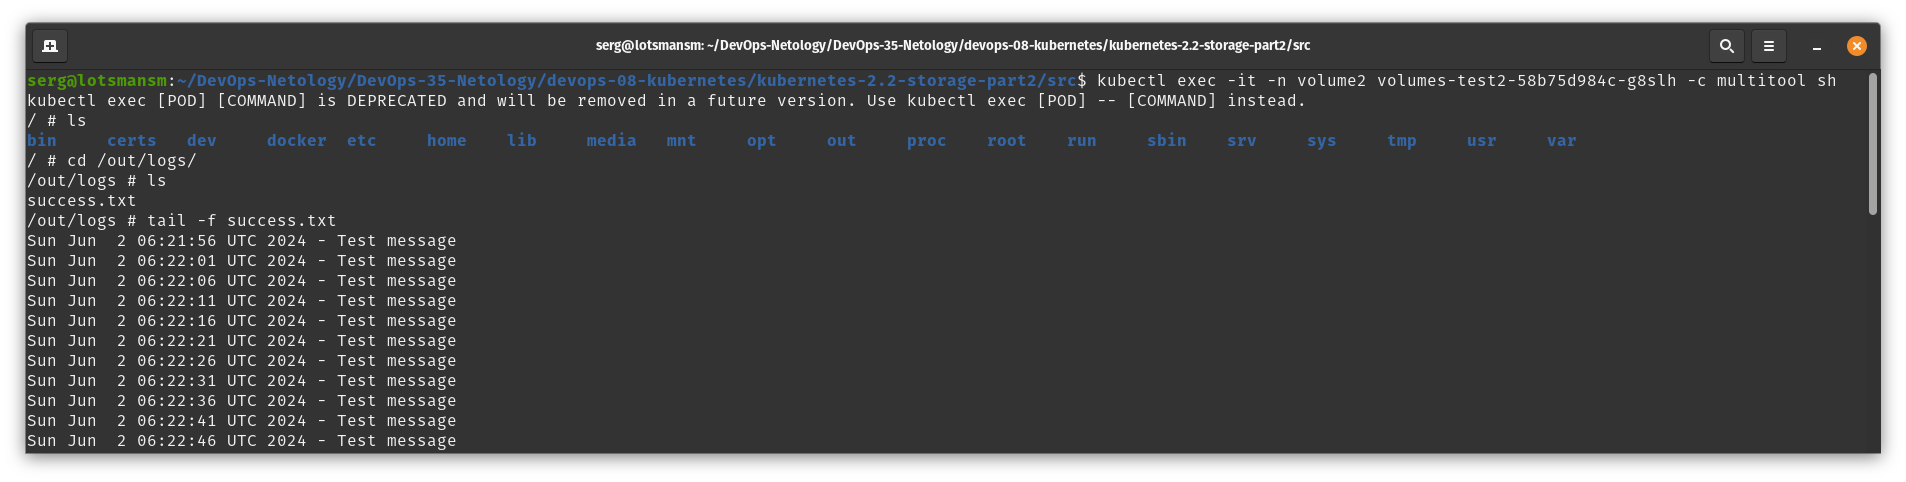 serg@lotsmansm: ~/DevOps-Netology/DevOps-35-Netology/devops-08-kubernetes/kubernetes-2.2-storage-part2/src
serg@lotsmansm:~/DevOps-Netology/DevOps-35-Netology/devops-08-kubernetes/kubernetes-2.2-storage-part2/src$ kubectl exec -it -n volume2 volumes-test2-58b75d984c-g8slh -c multitool sh
kubectl exec [POD] [COMMAND] is DEPRECATED and will be removed in a future version. Use kubectl exec [POD] -- [COMMAND] instead.
/ # ls
bin     certs   dev     docker  etc     home    lib     media   mnt     opt     out     proc    root    run     sbin    srv     sys     tmp     usr     var
/ # cd /out/logs/
/out/logs # ls
success.txt
/out/logs # tail -f success.txt
Sun Jun  2 06:21:56 UTC 2024 - Test message
Sun Jun  2 06:22:01 UTC 2024 - Test message
Sun Jun  2 06:22:06 UTC 2024 - Test message
Sun Jun  2 06:22:11 UTC 2024 - Test message
Sun Jun  2 06:22:16 UTC 2024 - Test message
Sun Jun  2 06:22:21 UTC 2024 - Test message
Sun Jun  2 06:22:26 UTC 2024 - Test message
Sun Jun  2 06:22:31 UTC 2024 - Test message
Sun Jun  2 06:22:36 UTC 2024 - Test message
Sun Jun  2 06:22:41 UTC 2024 - Test message
Sun Jun  2 06:22:46 UTC 2024 - Test message